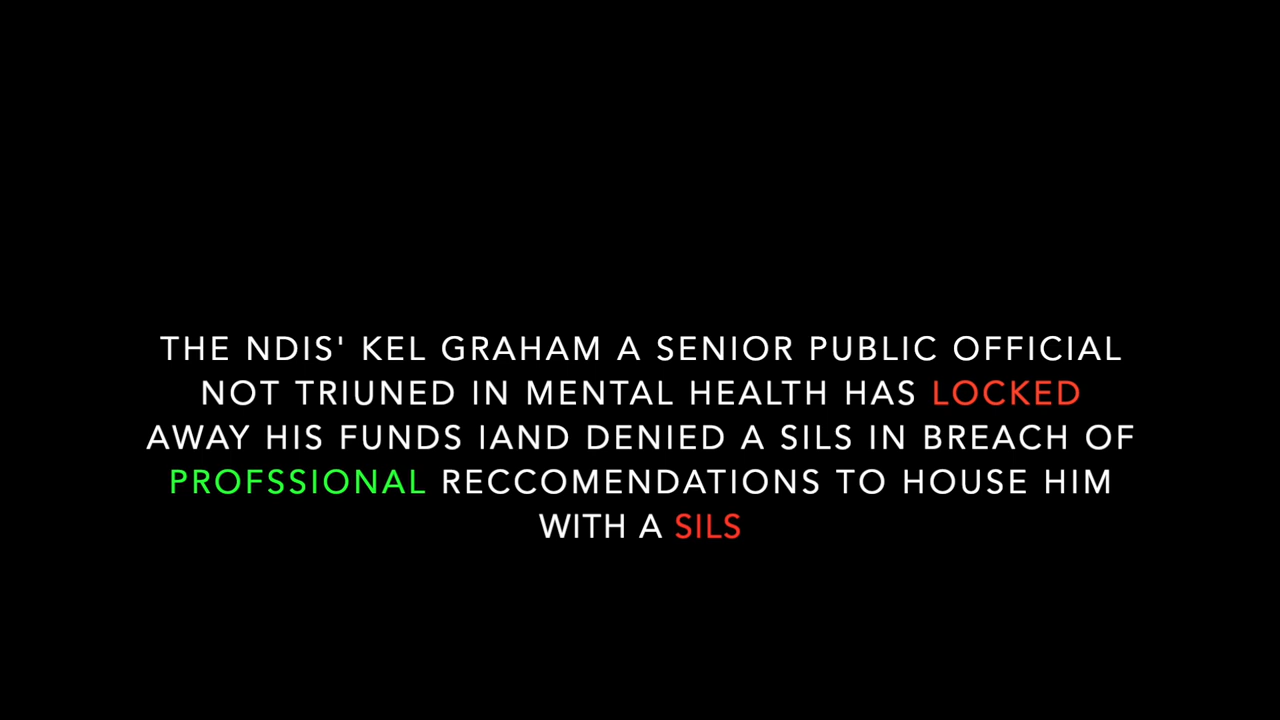 THE NDIS' KEL GRAHAM A SENIOR PUBLIC OFFICIAL
NOT TRIUNED IN MENTAL HEALTH HAS LOCKED
AWAY HIS FUNDS IAND DENIED A SILS IN BREACH OF
PROFSSIONAL RECCOMENDATIONS TO HOUSE HIM
WITH A SILS